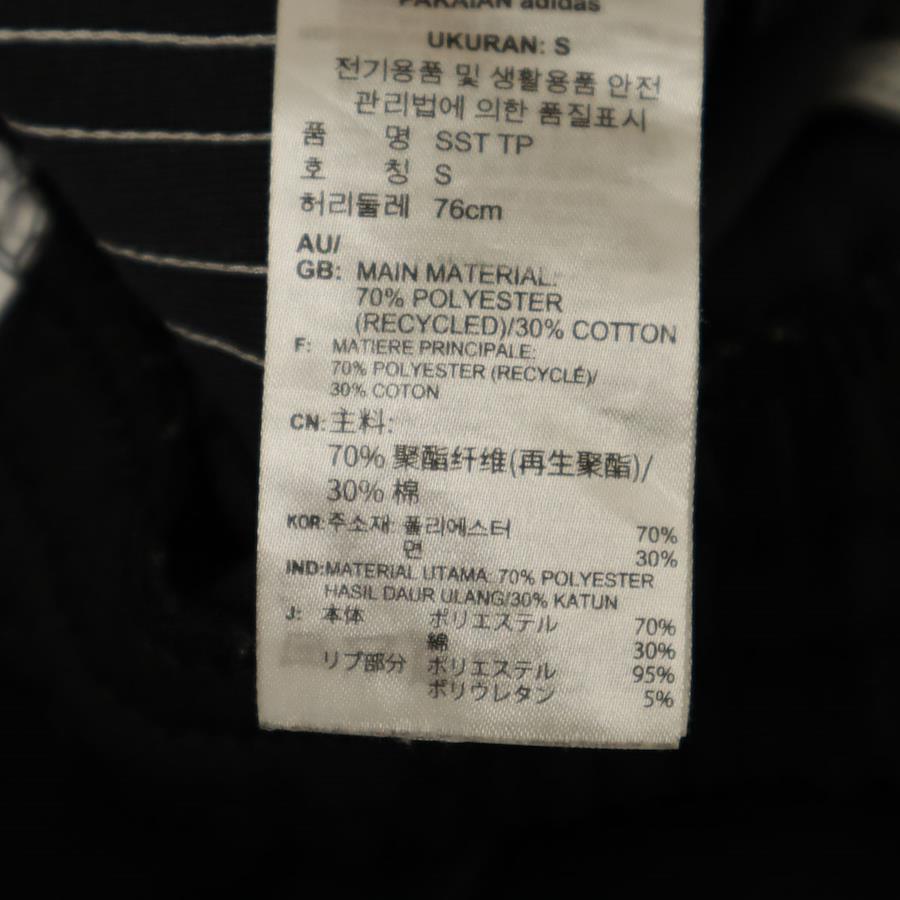 PAKAIAN adidas
UKURAN: S
전기용품 및 생활용품 안전
관리법에 의한 품질표시
품 명 SST TP
호 칭 S
허리둘레 76cm
AU/
GB: MAIN MATERIAL:
70% POLYESTER
(RECYCLED)/30% COTTON
F: MATIERE PRINCIPALE:
70% POLYESTER (RECYCLÉ)/
30% COTON
CN: 主料:
70% 聚酯纤维(再生聚酯)/
30% 棉
KOR: 주소재: 폴리에스터 70%
면 30%
IND: MATERIAL UTAMA: 70% POLYESTER
HASIL DAUR ULANG/30% KATUN
J: 本体 ポリエステル 70%
綿 30%
リブ部分 ポリエステル 95%
ポリウレタン 5%